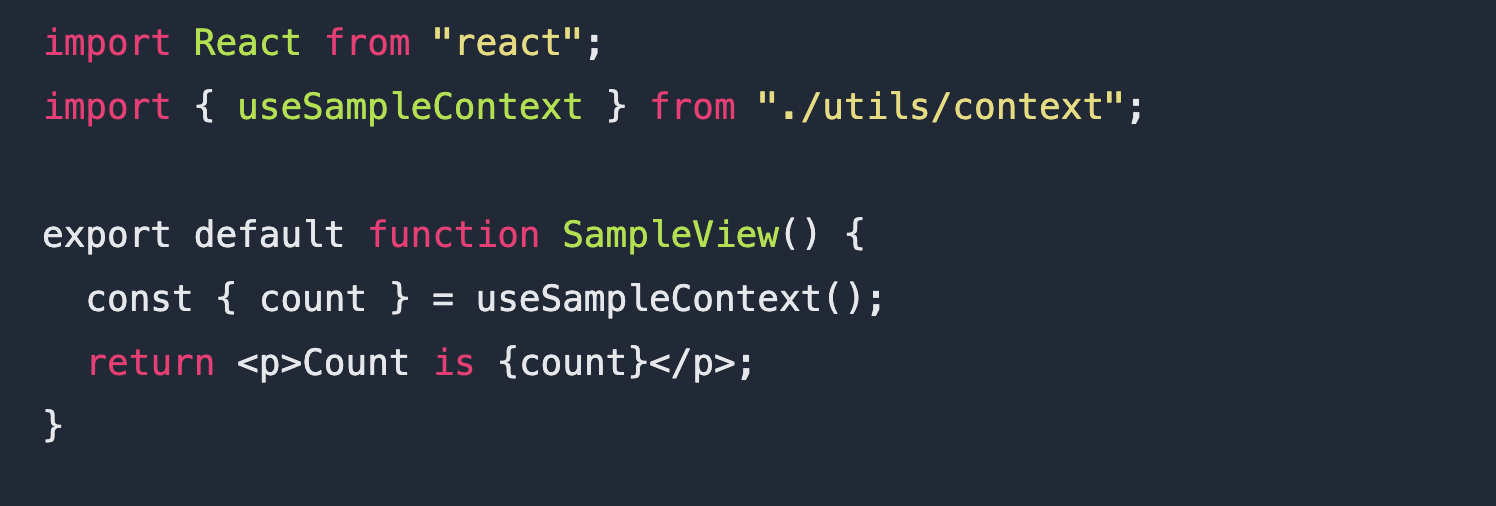 import React from "react";
import { useSampleContext } from "./utils/context";

export default function SampleView() {
  const { count } = useSampleContext();
  return <p>Count is {count}</p>;
}